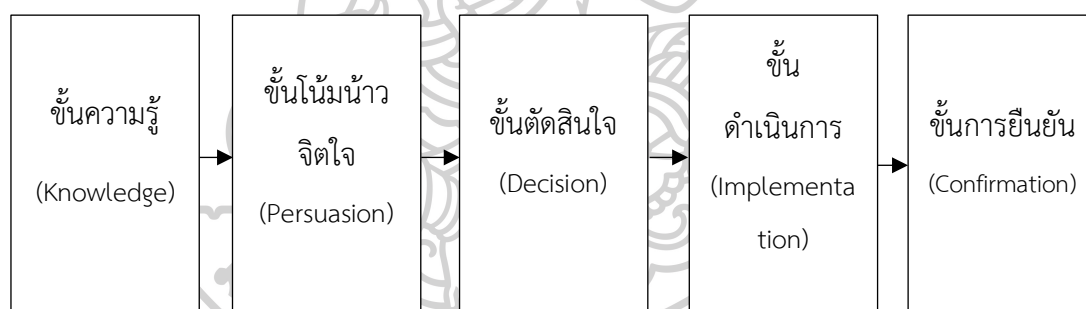 ขั้นความรู้
(Knowledge)
ขั้นโน้มน้าว
จิตใจ
(Persuasion)
ขั้นตัดสินใจ
(Decision)
ขั้น
ดำเนินการ
(Implementa
tion)
ขั้นการยืนยัน
(Confirmation)